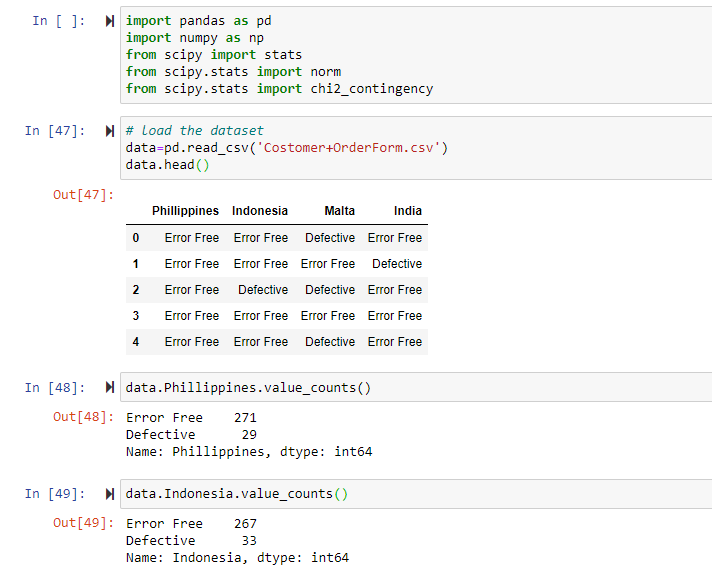 In [ ]:
import pandas as pd
import numpy as np
from scipy import stats
from scipy.stats import norm
from scipy.stats import chi2_contingency
In [47]:
# load the dataset
data=pd.read_csv('Costomer+OrderForm.csv')
data.head()
Out[47]:
Phillippines Indonesia Malta India
0 Error Free Error Free Defective Error Free
1 Error Free Error Free Error Free Defective
2 Error Free Defective Defective Error Free
3 Error Free Error Free Error Free Error Free
4 Error Free Error Free Defective Error Free
In [48]: data.Phillippines.value_counts()
Out[48]: Error Free 271
Defective 29
Name: Phillippines, dtype: int64
In [49]: data.Indonesia.value_counts()
Out[49]: Error Free 267
Defective 33
Name: Indonesia, dtype: int64